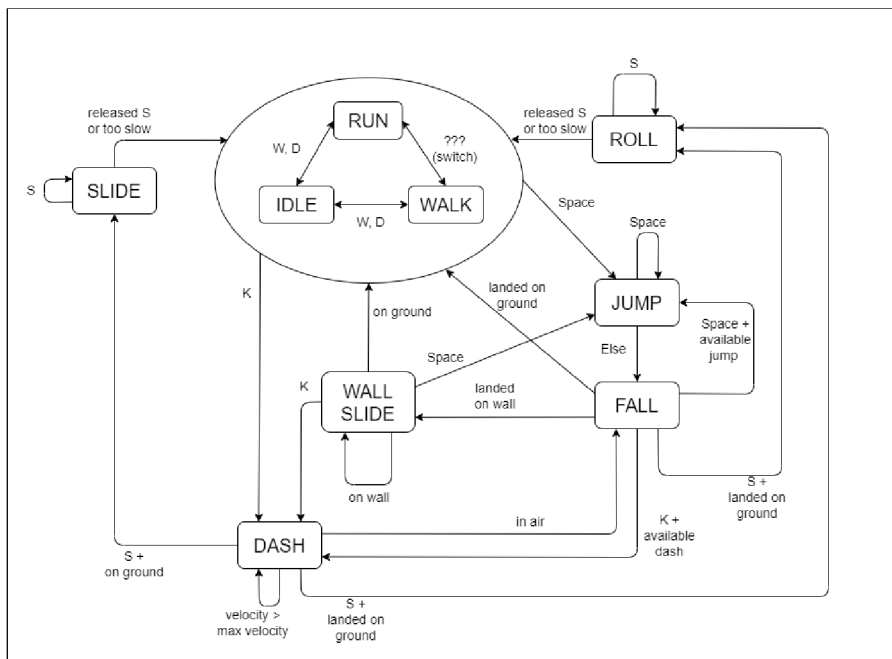 S
released S
or too slow
RUN
released S
or too slow
ROLL
W, D
???
(switch)
S
SLIDE
IDLE
WALK
W, D
Space
Space
K
landed on
ground
JUMP
on ground
Space +
available
jump
Space
Else
K
WALL
SLIDE
landed
on wall
FALL
on wall
S +
landed on
ground
in air
K +
available
dash
DASH
S +
on ground
velocity >
max velocity
S +
landed on
ground